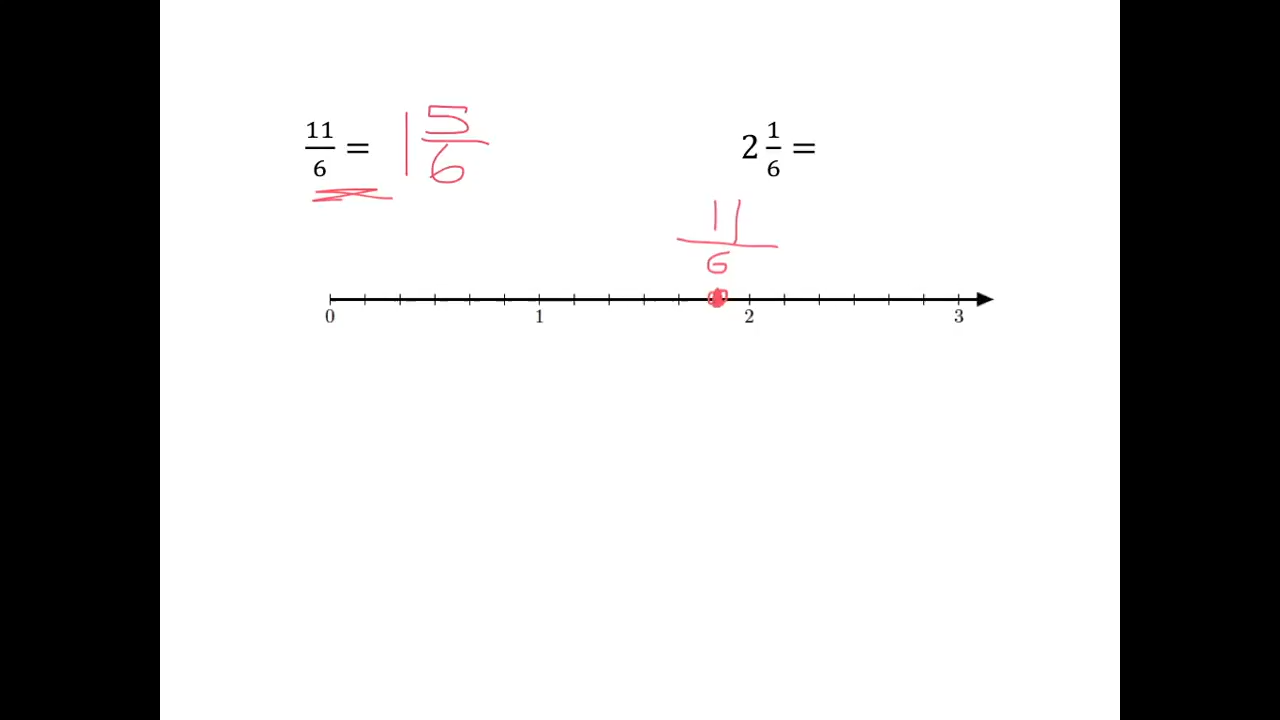 11/6 = 1 5/6
2 1/6 =
11/6
0 1 2 3